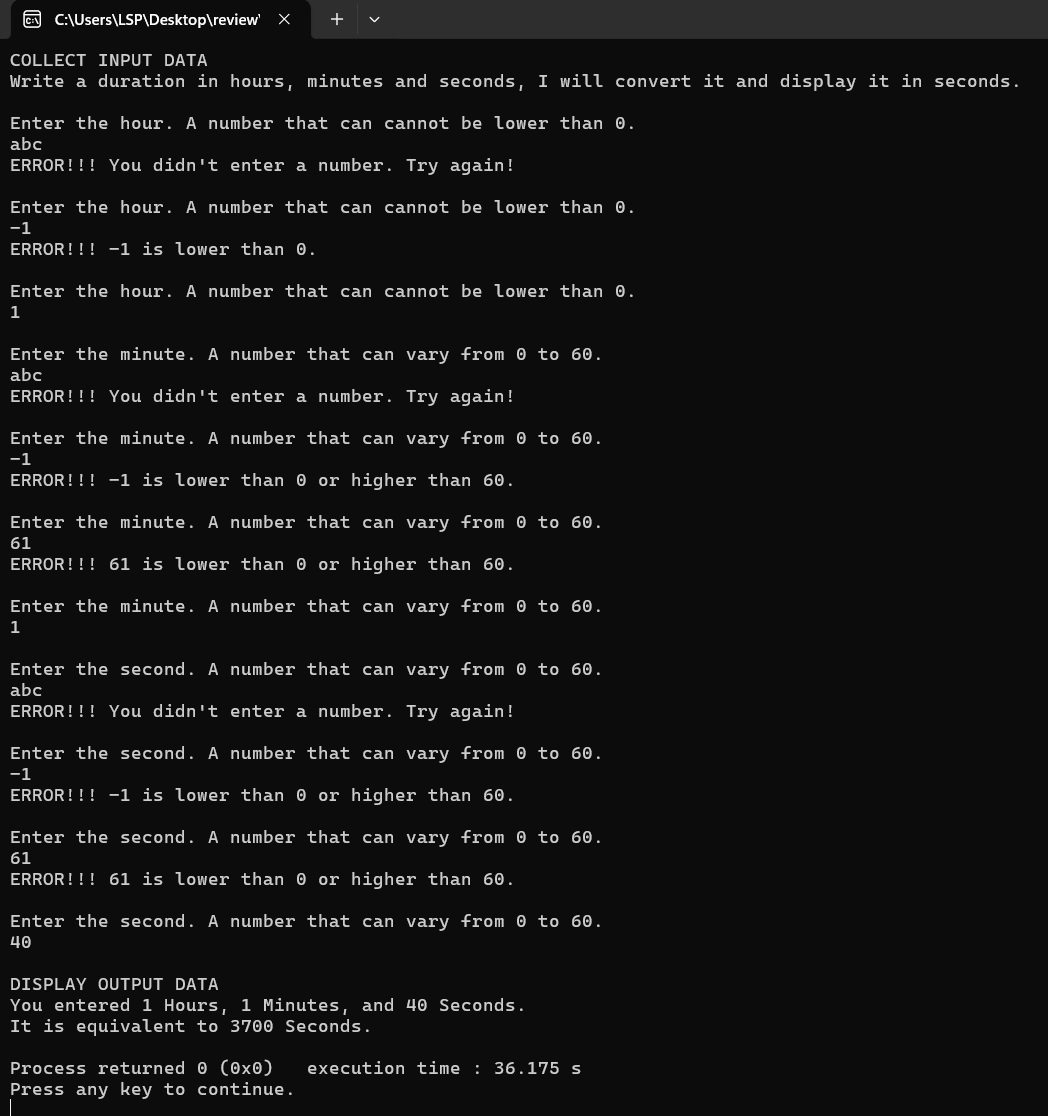 C:\Users\LSP\Desktop\review'
COLLECT INPUT DATA
Write a duration in hours, minutes and seconds, I will convert it and display it in seconds.
Enter the hour. A number that can cannot be lower than 0.
abc
ERROR!!! You didn't enter a number. Try again!
Enter the hour. A number that can cannot be lower than 0.
-1
ERROR!!! -1 is lower than 0.
Enter the hour. A number that can cannot be lower than 0.
1
Enter the minute. A number that can vary from 0 to 60.
abc
ERROR!!! You didn't enter a number. Try again!
Enter the minute. A number that can vary from 0 to 60.
-1
ERROR!!! -1 is lower than 0 or higher than 60.
Enter the minute. A number that can vary from 0 to 60.
61
ERROR!!! 61 is lower than 0 or higher than 60.
Enter the minute. A number that can vary from 0 to 60.
1
Enter the second. A number that can vary from 0 to 60.
abc
ERROR!!! You didn't enter a number. Try again!
Enter the second. A number that can vary from 0 to 60.
-1
ERROR!!! -1 is lower than 0 or higher than 60.
Enter the second. A number that can vary from 0 to 60.
61
ERROR!!! 61 is lower than 0 or higher than 60.
Enter the second. A number that can vary from 0 to 60.
40
DISPLAY OUTPUT DATA
You entered 1 Hours, 1 Minutes, and 40 Seconds.
It is equivalent to 3700 Seconds.
Process returned 0 (0x0)   execution time : 36.175 s
Press any key to continue.